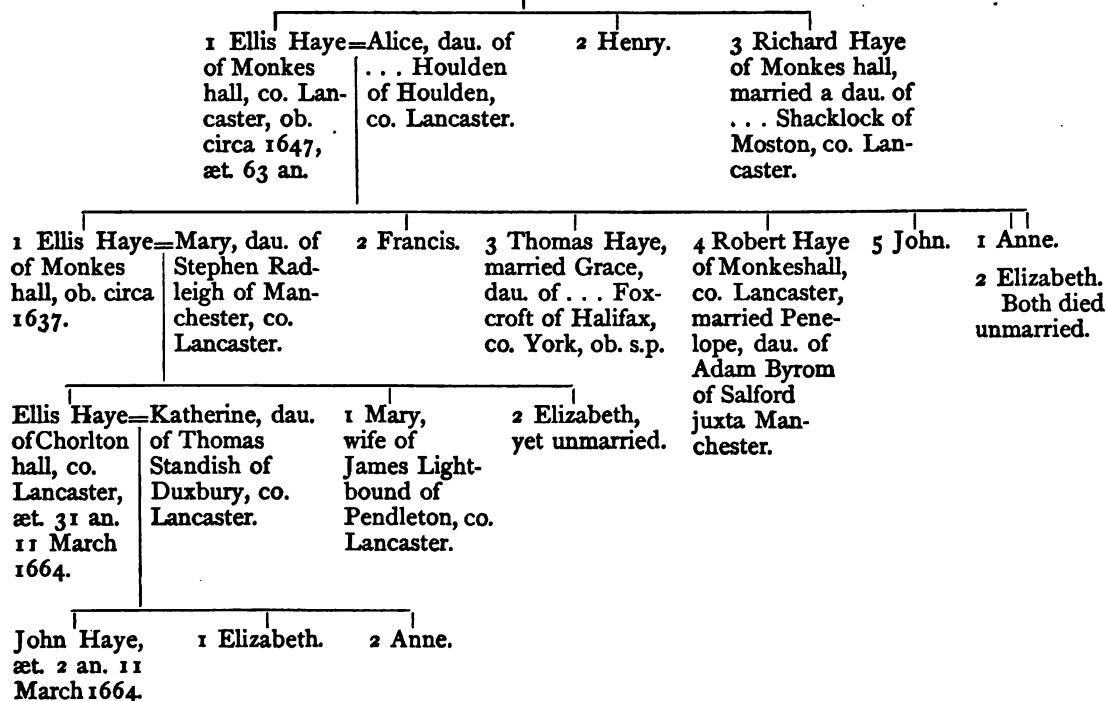 1 Ellis Haye=Alice, dau. of
of Monkes
hall, co. Lan-
caster, ob.
circa 1647,
æt. 63 an.
... Houlden
of Houlden,
co. Lancaster.
2 Henry.
3 Richard Haye
of Monkes hall,
married a dau. of
... Shacklock of
Moston, co. Lan-
caster.
1 Ellis Haye=Mary, dau. of
of Monkes
hall, ob. circa
1637.
Stephen Rad-
leigh of Man-
chester, co.
Lancaster.
2 Francis.
3 Thomas Haye,
married Grace,
dau. of ... Fox-
croft of Halifax,
co. York, ob. s.p.
4 Robert Haye
of Monkeshall,
co. Lancaster,
married Pene-
lope, dau. of
Adam Byrom
of Salford
juxta Man-
chester.
5 John.
1 Anne.
2 Elizabeth.
Both died
unmarried.
Ellis Haye=Katherine, dau.
of Chorlton
hall, co.
Lancaster,
æt. 31 an.
11 March
1664.
of Thomas
Standish of
Duxbury, co.
Lancaster.
1 Mary,
wife of
James Light-
bound of
Pendleton, co.
Lancaster.
2 Elizabeth,
yet unmarried.
John Haye,
æt. 2 an. 11
March 1664.
1 Elizabeth.
2 Anne.